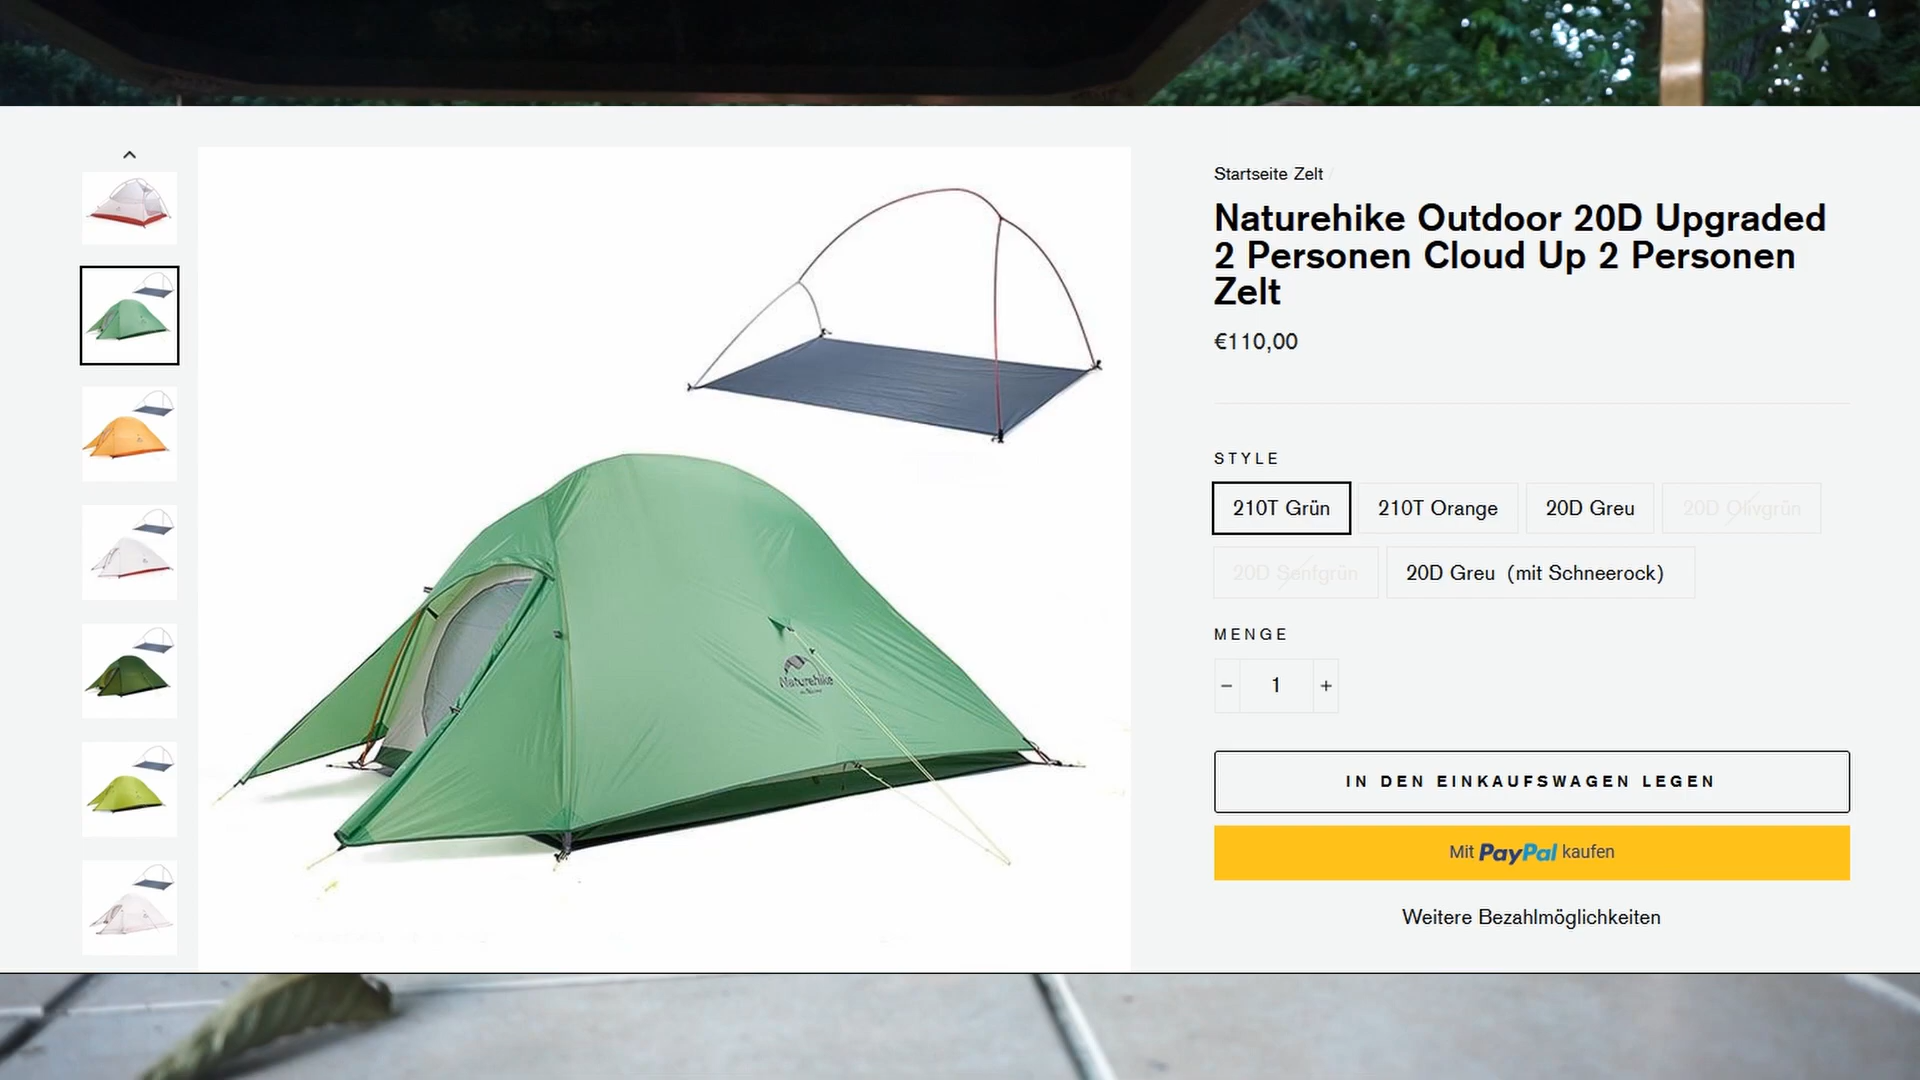 Startseite Zelt /
Naturehike Outdoor 20D Upgraded
2 Personen Cloud Up 2 Personen
Zelt
€110,00
STYLE
210T Grün
210T Orange
20D Greu
20D Olivgrün
20D Senfgrün
20D Greu (mit Schneerock)
MENGE
− 1 +
IN DEN EINKAUFSWAGEN LEGEN
Mit PayPal kaufen
Weitere Bezahlmöglichkeiten
Naturehike